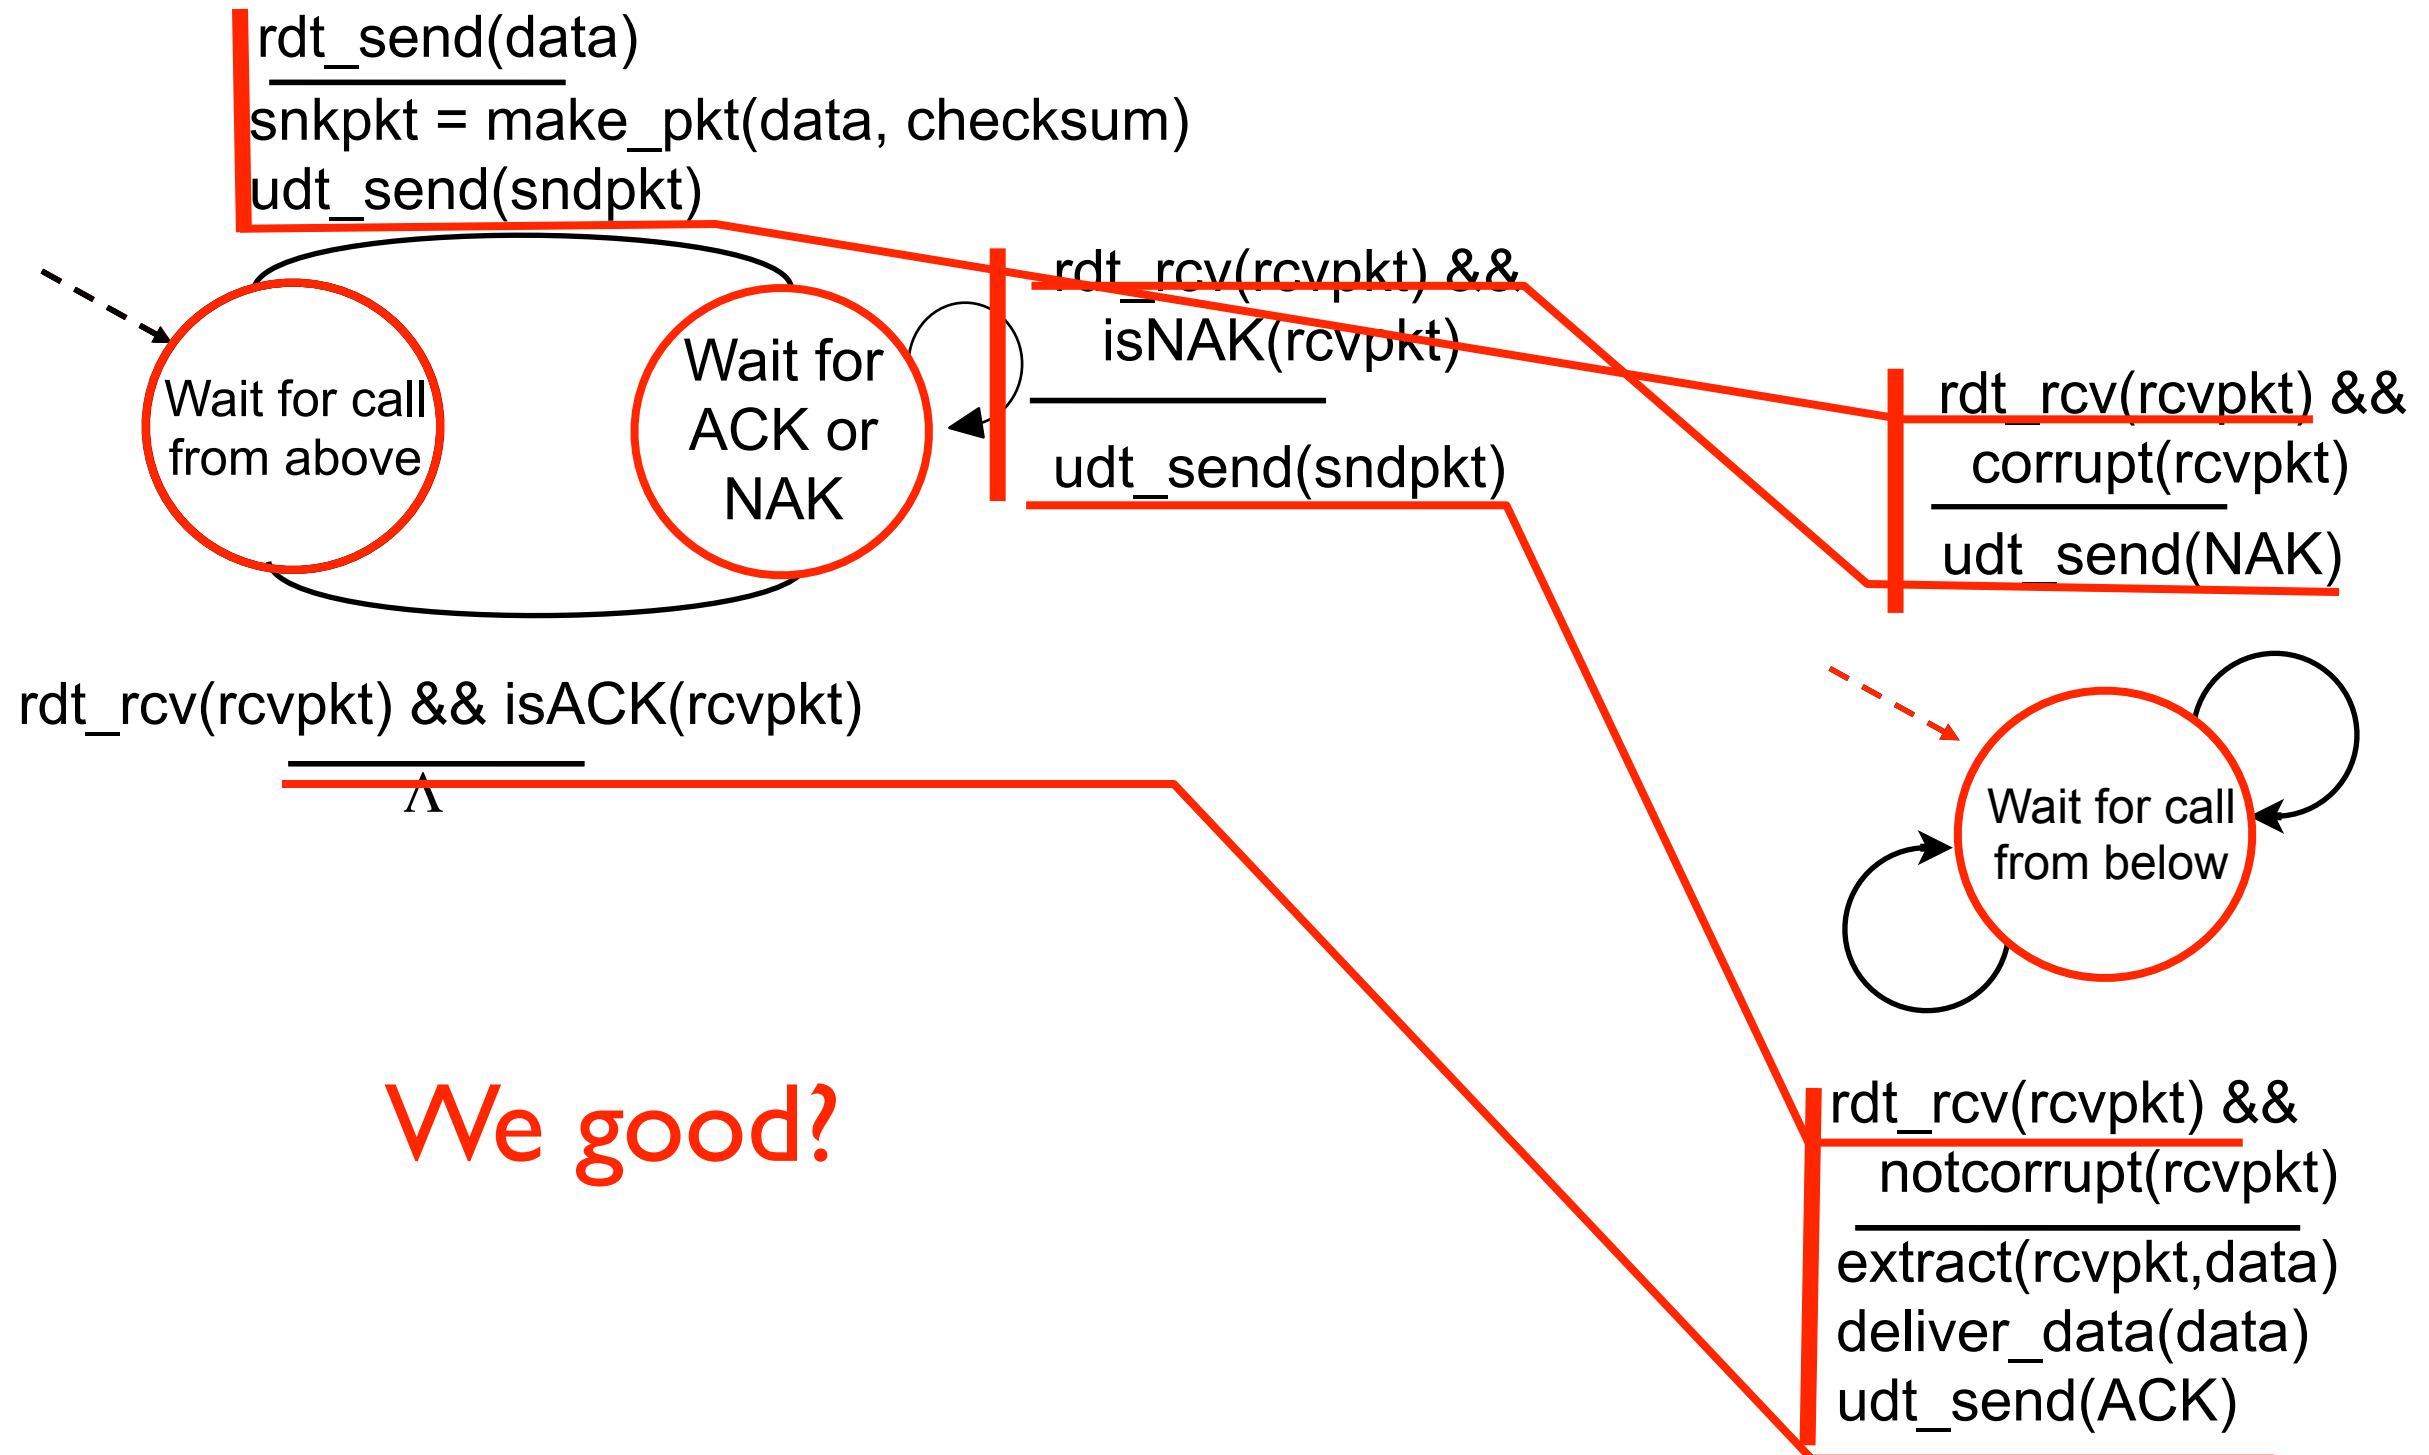 rdt_send(data)
snkpkt = make_pkt(data, checksum)
udt_send(sndpkt)
Wait for call
from above
Wait for
ACK or
NAK
rdt_rcv(rcvpkt) &&
isNAK(rcvpkt)
udt_send(sndpkt)
rdt_rcv(rcvpkt) &&
corrupt(rcvpkt)
udt_send(NAK)
rdt_rcv(rcvpkt) && isACK(rcvpkt)
Λ
Wait for call
from below
We good?
rdt_rcv(rcvpkt) &&
notcorrupt(rcvpkt)
extract(rcvpkt,data)
deliver_data(data)
udt_send(ACK)